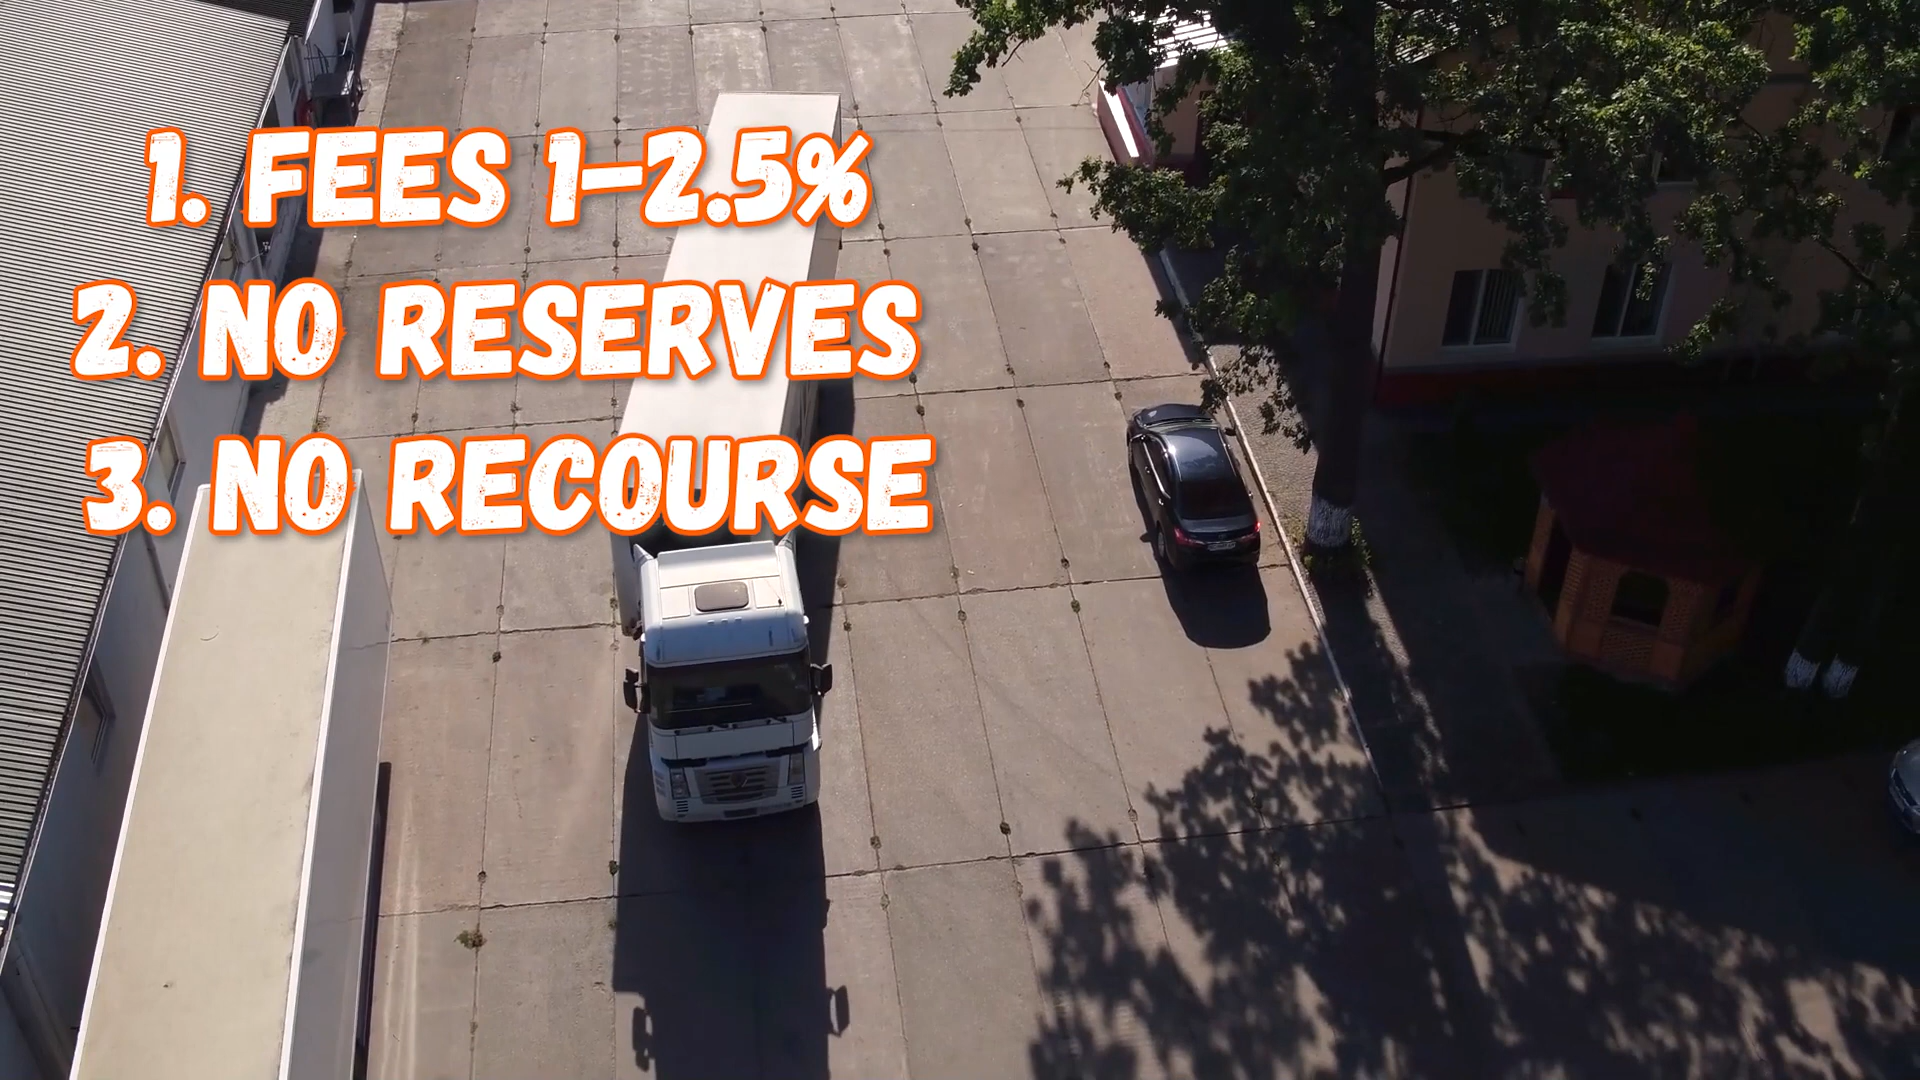 1. FEES 1-2.5%
2. NO RESERVES
3. NO RECOURSE